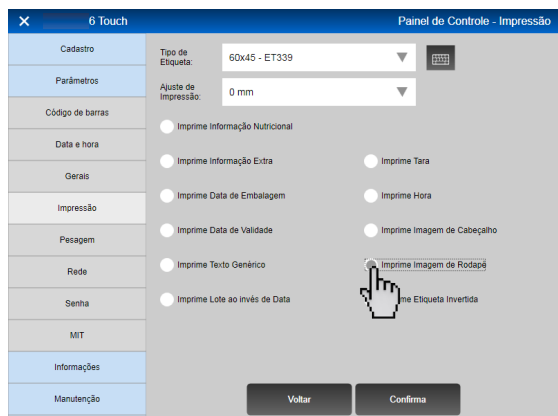 ✕ 6 Touch
Painel de Controle - Impressão
Cadastro
Parâmetros
Código de barras
Data e hora
Gerais
Impressão
Pesagem
Rede
Senha
MIT
Informações
Manutenção
Tipo de
Etiqueta:
60x45 - ET339
Ajuste de
Impressão:
0 mm
Imprime Informação Nutricional
Imprime Informação Extra
Imprime Tara
Imprime Data de Embalagem
Imprime Hora
Imprime Data de Validade
Imprime Imagem de Cabeçalho
Imprime Texto Genérico
Imprime Imagem de Rodapé
Imprime Lote ao invés de Data
me Etiqueta Invertida
Voltar
Confirma